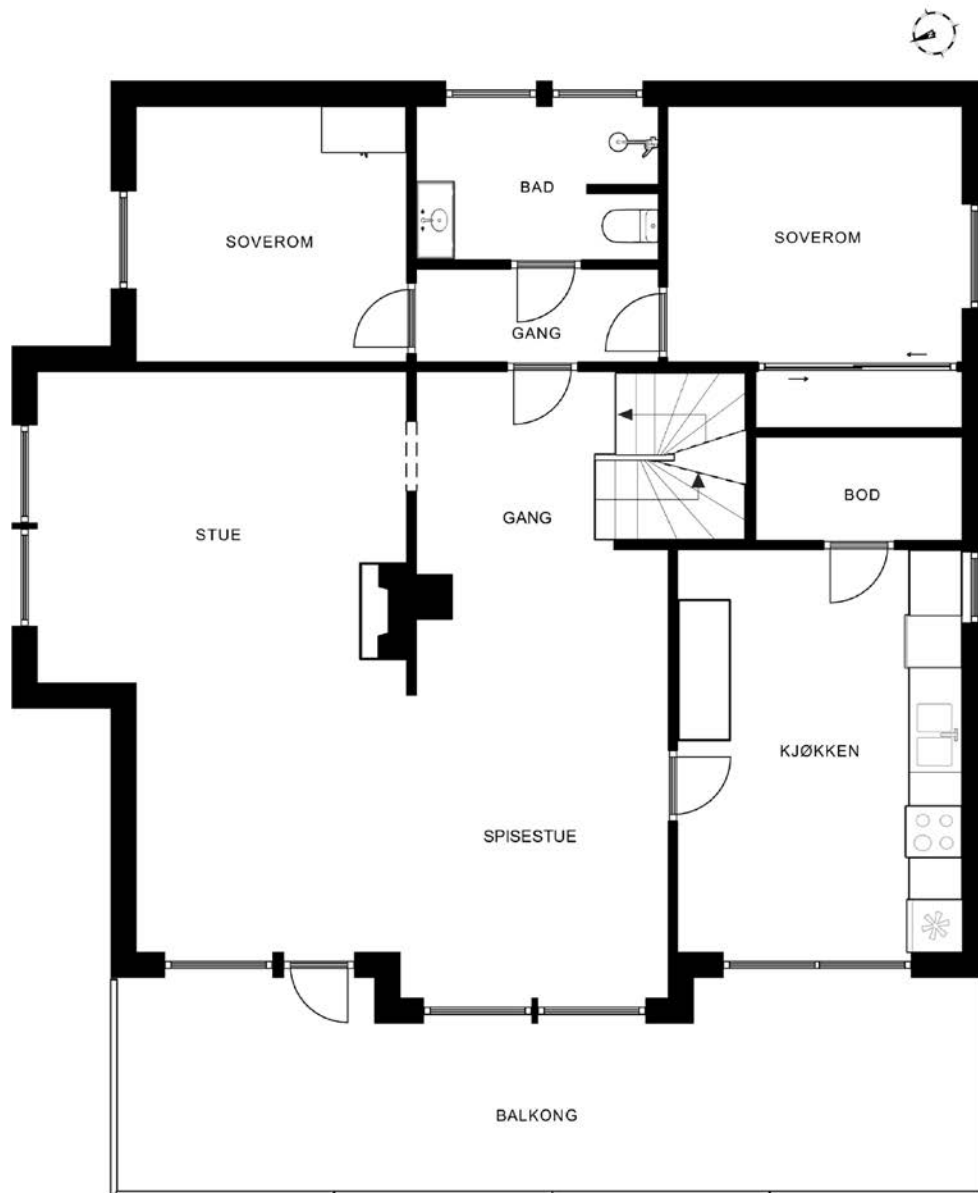 BAD
SOVEROM
SOVEROM
GANG
BOD
GANG
STUE
KJØKKEN
SPISESTUE
BALKONG